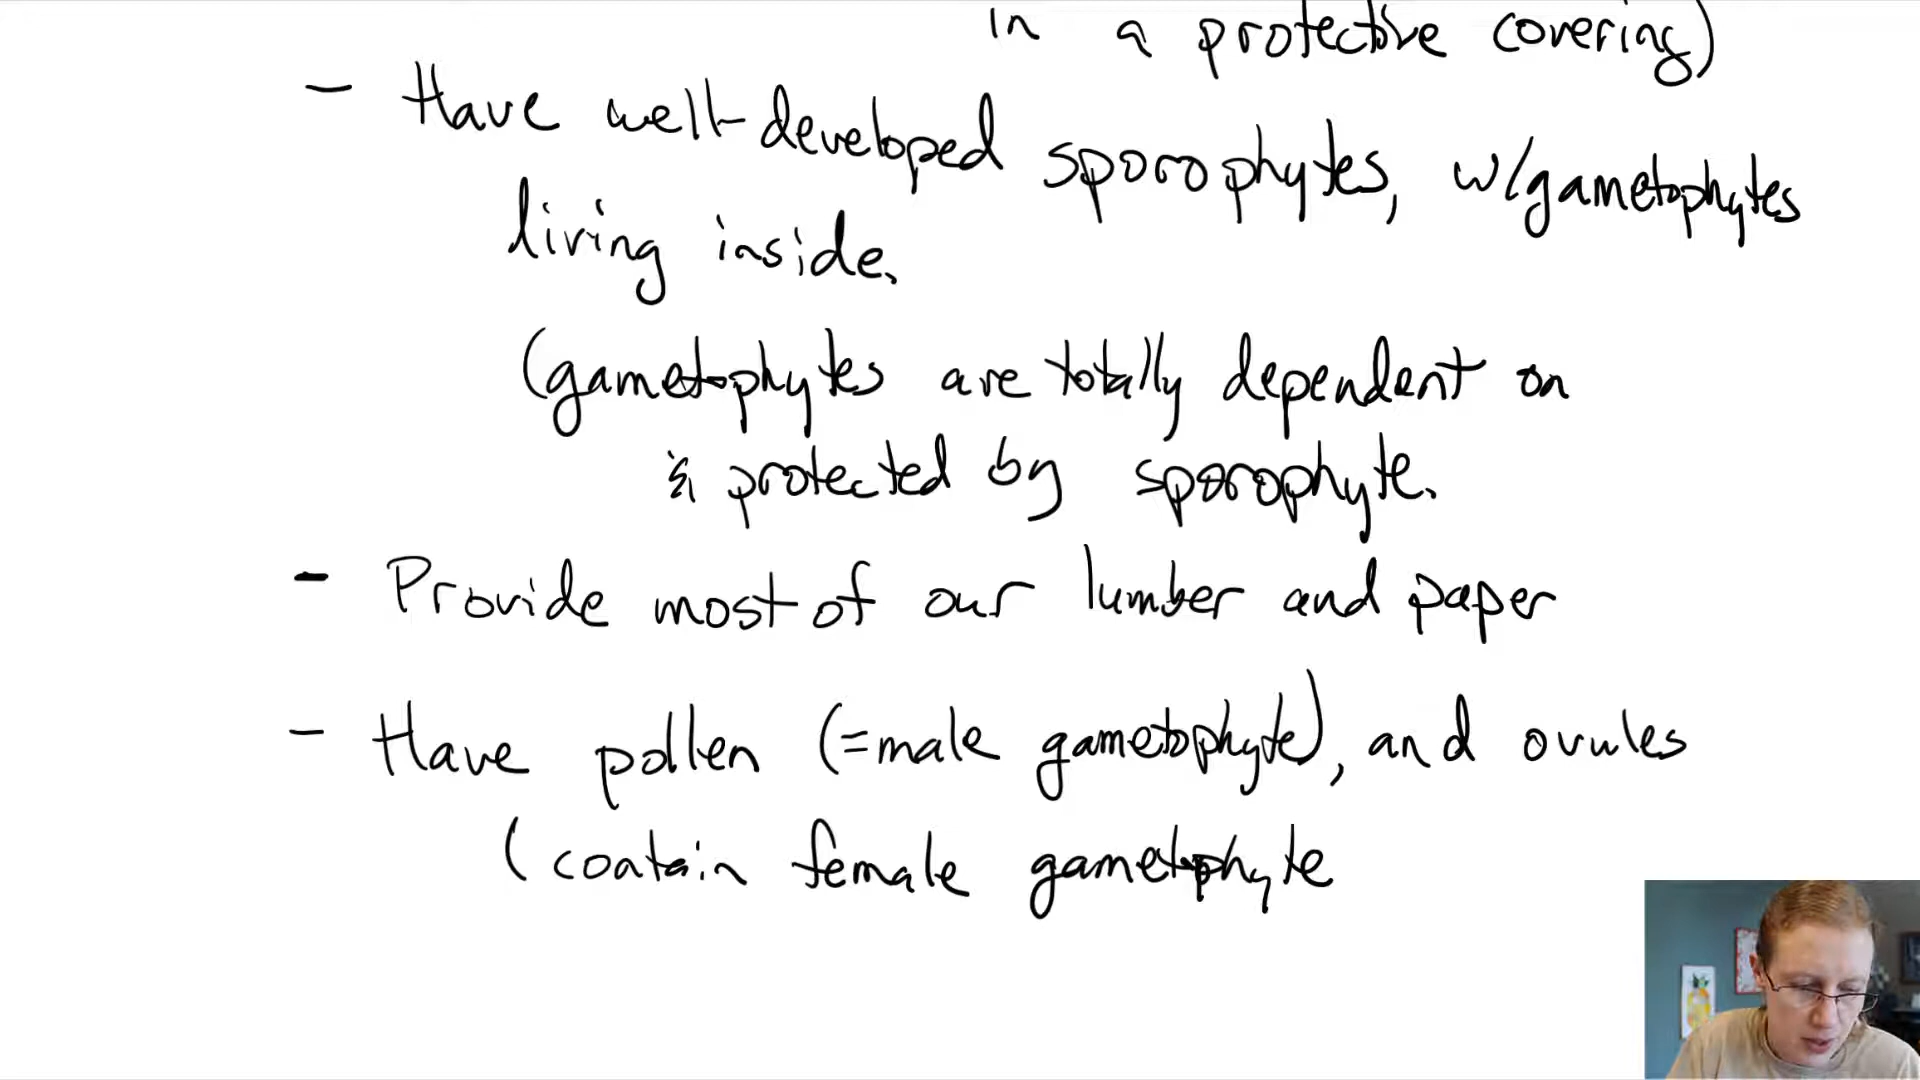 in a protective covering)
- Have well-developed sporophytes, w/gametophytes
living inside.
(gametophytes are totally dependent on
& protected by sporophyte.
- Provide most of our lumber and paper
- Have pollen (=male gametophyte), and ovules
(contain female gametophyte